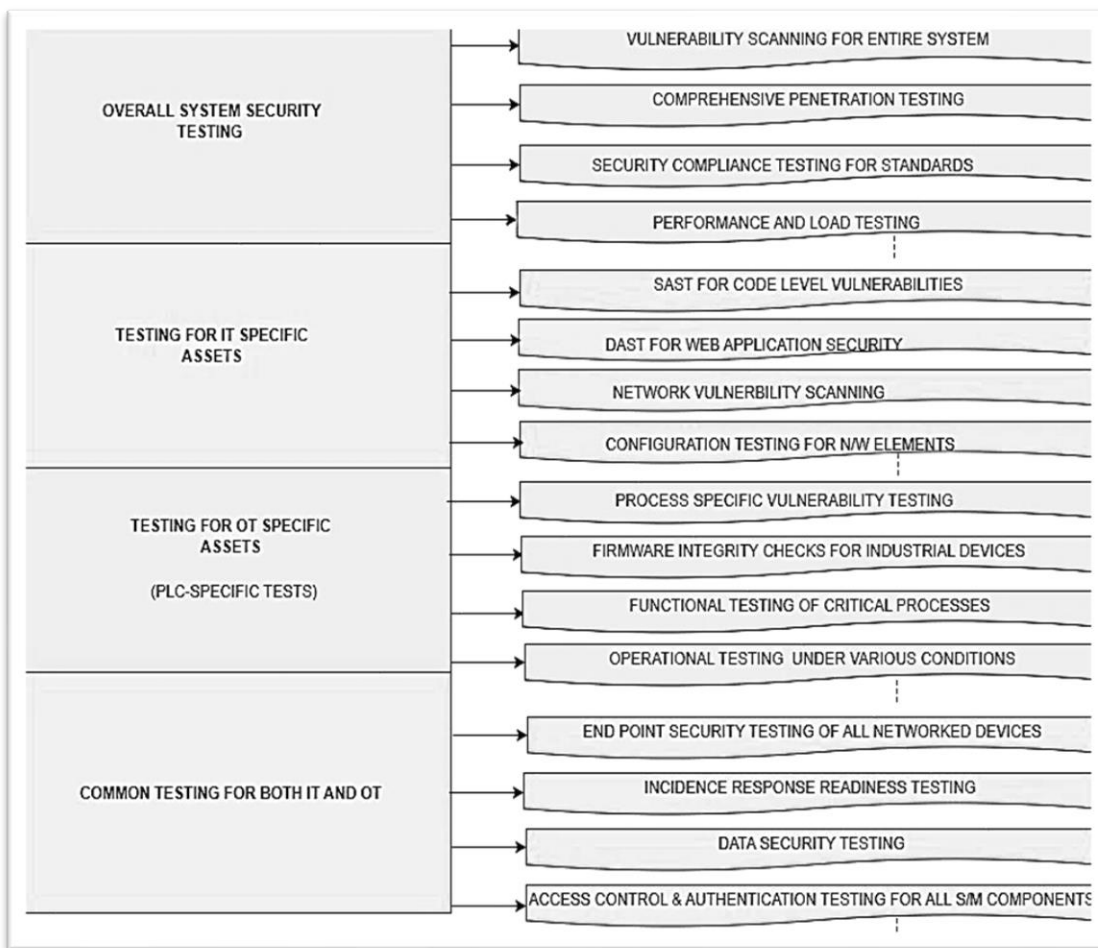 OVERALL SYSTEM SECURITY
TESTING
VULNERABILITY SCANNING FOR ENTIRE SYSTEM
COMPREHENSIVE PENETRATION TESTING
SECURITY COMPLIANCE TESTING FOR STANDARDS
PERFORMANCE AND LOAD TESTING
TESTING FOR IT SPECIFIC
ASSETS
SAST FOR CODE LEVEL VULNERABILITIES
DAST FOR WEB APPLICATION SECURITY
NETWORK VULNERBILITY SCANNING
CONFIGURATION TESTING FOR N/W ELEMENTS
TESTING FOR OT SPECIFIC
ASSETS
(PLC-SPECIFIC TESTS)
PROCESS SPECIFIC VULNERABILITY TESTING
FIRMWARE INTEGRITY CHECKS FOR INDUSTRIAL DEVICES
FUNCTIONAL TESTING OF CRITICAL PROCESSES
OPERATIONAL TESTING UNDER VARIOUS CONDITIONS
COMMON TESTING FOR BOTH IT AND OT
END POINT SECURITY TESTING OF ALL NETWORKED DEVICES
INCIDENCE RESPONSE READINESS TESTING
DATA SECURITY TESTING
ACCESS CONTROL & AUTHENTICATION TESTING FOR ALL S/M COMPONENTS